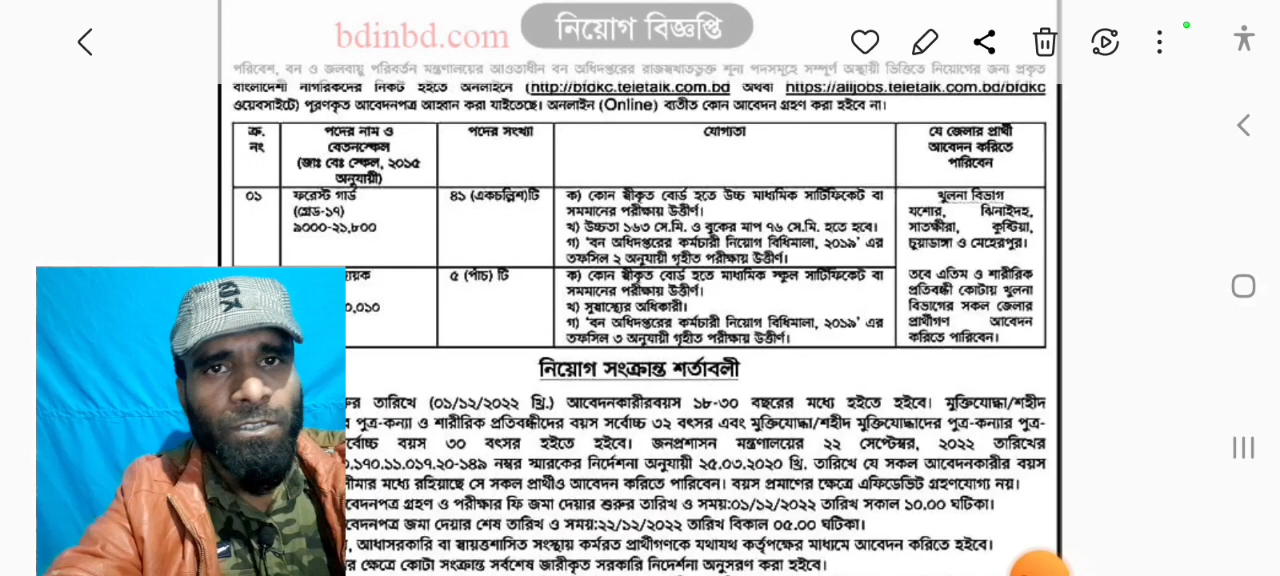 bdinbd.com
নিয়োগ বিজ্ঞপ্তি
পরিবেশ, বন ও জলবায়ু পরিবর্তন মন্ত্রণালয়ের আওতাধীন বন অধিদপ্তরের রাজস্বখাতভুক্ত শূন্য পদসমূহে সম্পূর্ণ অস্থায়ী ভিত্তিতে নিয়োগের জন্য প্রকৃত
বাংলাদেশী নাগরিকদের নিকট হইতে অনলাইনে (http://bfdkc.teletalk.com.bd অথবা https://alljobs.teletalk.com.bd/bfdkc
ওয়েবসাইটে) পূরণকৃত আবেদনপত্র আহ্বান করা যাইতেছে। অনলাইন (Online) ব্যতীত কোন আবেদন গ্রহণ করা হইবে না।
ক্র. নং
পদের নাম ও
বেতনস্কেল
(জাঃ বেঃ স্কেল, ২০১৫
অনুযায়ী)
পদের সংখ্যা
যোগ্যতা
যে জেলার প্রার্থী
আবেদন করিতে
পারিবেন
০১
ফরেস্ট গার্ড
(গ্রেড-১৭)
৯০০০-২১,৮০০
৪১ (একচল্লিশ)টি
ক) কোন স্বীকৃত বোর্ড হতে উচ্চ মাধ্যমিক সার্টিফিকেট বা
সমমানের পরীক্ষায় উত্তীর্ণ।
খ) উচ্চতা ১৬৩ সে.মি. ও বুকের মাপ ৭৬ সে.মি. হতে হবে।
গ) ‘বন অধিদপ্তরের কর্মচারী নিয়োগ বিধিমালা, ২০১৯’ এর
তফসিল ২ অনুযায়ী গৃহীত পরীক্ষায় উত্তীর্ণ।
খুলনা বিভাগ
যশোর, ঝিনাইদহ,
সাতক্ষীরা, কুষ্টিয়া,
চুয়াডাঙ্গা ও মেহেরপুর।
তবে এতিম ও শারীরিক
প্রতিবন্ধী কোটায় খুলনা
বিভাগের সকল জেলার
প্রার্থীগণ আবেদন
করিতে পারিবেন।
য়ক
০,০১০
৫ (পাঁচ) টি
ক) কোন স্বীকৃত বোর্ড হতে মাধ্যমিক স্কুল সার্টিফিকেট বা
সমমানের পরীক্ষায় উত্তীর্ণ।
খ) সুস্বাস্থ্যের অধিকারী।
গ) ‘বন অধিদপ্তরের কর্মচারী নিয়োগ বিধিমালা, ২০১৯’ এর
তফসিল ৩ অনুযায়ী গৃহীত পরীক্ষায় উত্তীর্ণ।
নিয়োগ সংক্রান্ত শর্তাবলী
রুর তারিখে (০১/১২/২০২২ খ্রি.) আবেদনকারীরবয়স ১৮-৩০ বছরের মধ্যে হইতে হইবে। মুক্তিযোদ্ধা/শহীদ
পুত্র-কন্যা ও শারীরিক প্রতিবন্ধীদের বয়স সর্বোচ্চ ৩২ বৎসর এবং মুক্তিযোদ্ধা/শহীদ মুক্তিযোদ্ধাদের পুত্র-কন্যার পুত্র-
র্বোচ্চ বয়স ৩০ বৎসর হইতে হইবে। জনপ্রশাসন মন্ত্রণালয়ের ২২ সেপ্টেম্বর, ২০২২ তারিখের
০.১৭০.১১.০১৭.২০-১৪৯ নম্বর স্মারকের নির্দেশনা অনুযায়ী ২৫.০৩.২০২০ খ্রি. তারিখে যে সকল আবেদনকারীর বয়স
সীমার মধ্যে রহিয়াছে সে সকল প্রার্থীও আবেদন করিতে পারিবেন। বয়স প্রমাণের ক্ষেত্রে এফিডেভিট গ্রহণযোগ্য নয়।
বেদনপত্র গ্রহণ ও পরীক্ষার ফি জমা দেয়ার শুরুর তারিখ ও সময়:০১/১২/২০২২ তারিখ সকাল ১০.০০ ঘটিকা।
বেদনপত্র জমা দেয়ার শেষ তারিখ ও সময়:২২/১২/২০২২ তারিখ বিকাল ০৫.০০ ঘটিকা।
, আধাসরকারি বা স্বায়ত্তশাসিত সংস্থায় কর্মরত প্রার্থীগণকে যথাযথ কর্তৃপক্ষের মাধ্যমে আবেদন করিতে হইবে।
র ক্ষেত্রে কোটা সংক্রান্ত সর্বশেষ জারীকৃত সরকারি নিদের্শনা অনুসরণ করা হইবে।